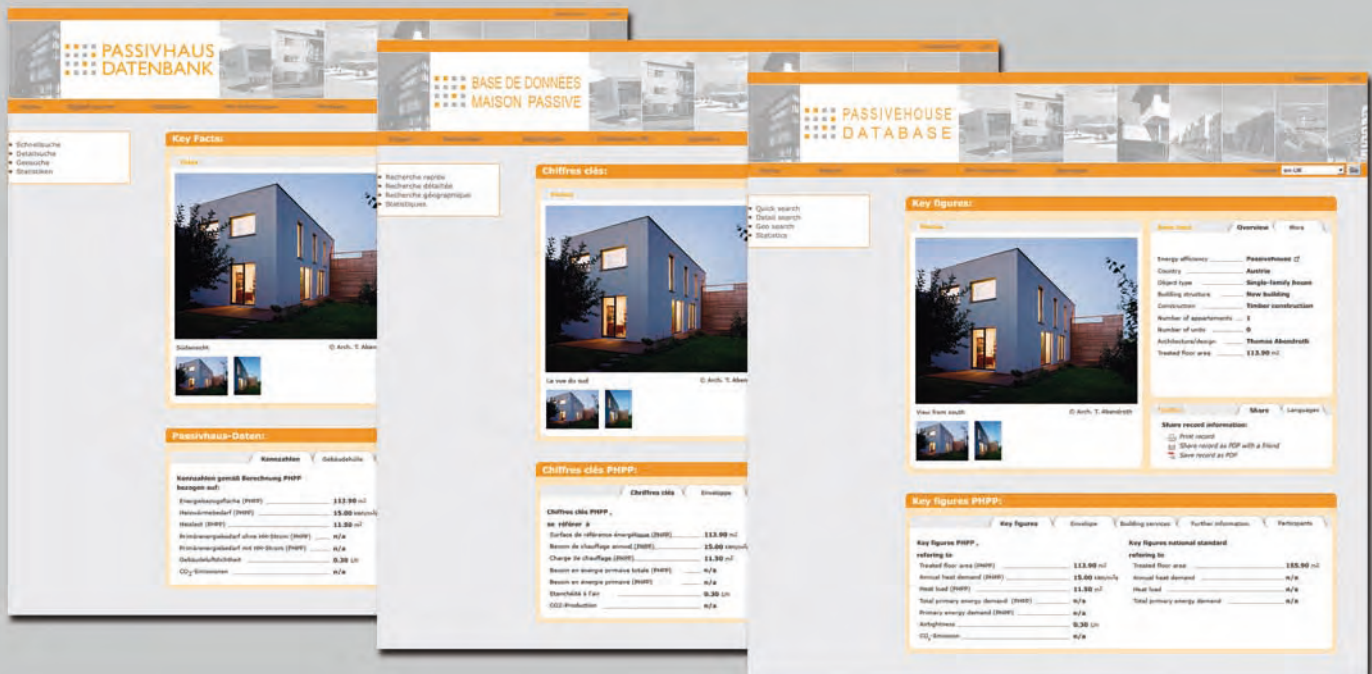 PASSIVHAUS
DATENBANK
Schnellsuche
Detailsuche
Geosuche
Statistiken
Key Facts:
Fotos
Südansicht
© Arch. T. Aben
Passivhaus-Daten:
Kennzahlen Gebäudehülle
Kennzahlen gemäß Berechnung PHPP
bezogen auf:
Energiebezugsfläche (PHPP) 113.90 m²
Heizwärmebedarf (PHPP) 15.00
Heizlast (PHPP) 11.50 m²
Primärenergiebedarf ohne HH-Strom (PHPP) n/a
Primärenergiebedarf mit HH-Strom (PHPP) n/a
Gebäudeluftdichtheit 0.30 1/h
CO₂-Emissionen n/a
BASE DE DONNÉES
MAISON PASSIVE
Recherche rapide
Recherche détaillée
Recherche géographique
Statistiques
Chiffres clés:
Photos
La vue du sud
© Arch. T. Aben
Chiffres clés PHPP:
Chriffres clés Enveloppe
Chiffres clés PHPP ,
se référer à
Surface de référence énergétique (PHPP) 113.90 m²
Besoin de chauffage annuel (PHPP) 15.00
Charge de chauffage (PHPP) 11.50 m²
Besoin en énergie primaire totale (PHPP) n/a
Besoin en énergie primaire (PHPP) n/a
Etanchéité à l'air 0.30 1/h
CO2-Production n/a
PASSIVEHOUSE
DATABASE
en-UK Go
Quick search
Detail search
Geo search
Statistics
Key figures:
Photos
View from south
© Arch. T. Abendroth
Overview More
Energy efficiency Passivehouse
Country Austria
Object type Single-family house
Building structure New building
Construction Timber construction
Number of appartements 1
Number of units 0
Architecture/design Thomas Abendroth
Treated floor area 113.90 m²
Share Languages
Share record information:
Print record
Share record as PDF with a friend
Save record as PDF
Key figures PHPP:
Key figures Envelope Building services Further information Participants
Key figures PHPP ,
refering to
Treated floor area (PHPP) 113.90 m²
Annual heat demand (PHPP) 15.00
Heat load (PHPP) 11.50 m²
Total primary energy demand (PHPP) n/a
Primary energy demand (PHPP) n/a
Airtightness 0.30 1/h
CO₂-Emission n/a
Key figures national standard
refering to
Treated floor area 155.90 m²
Annual heat demand n/a
Heat load n/a
Total primary energy demand n/a